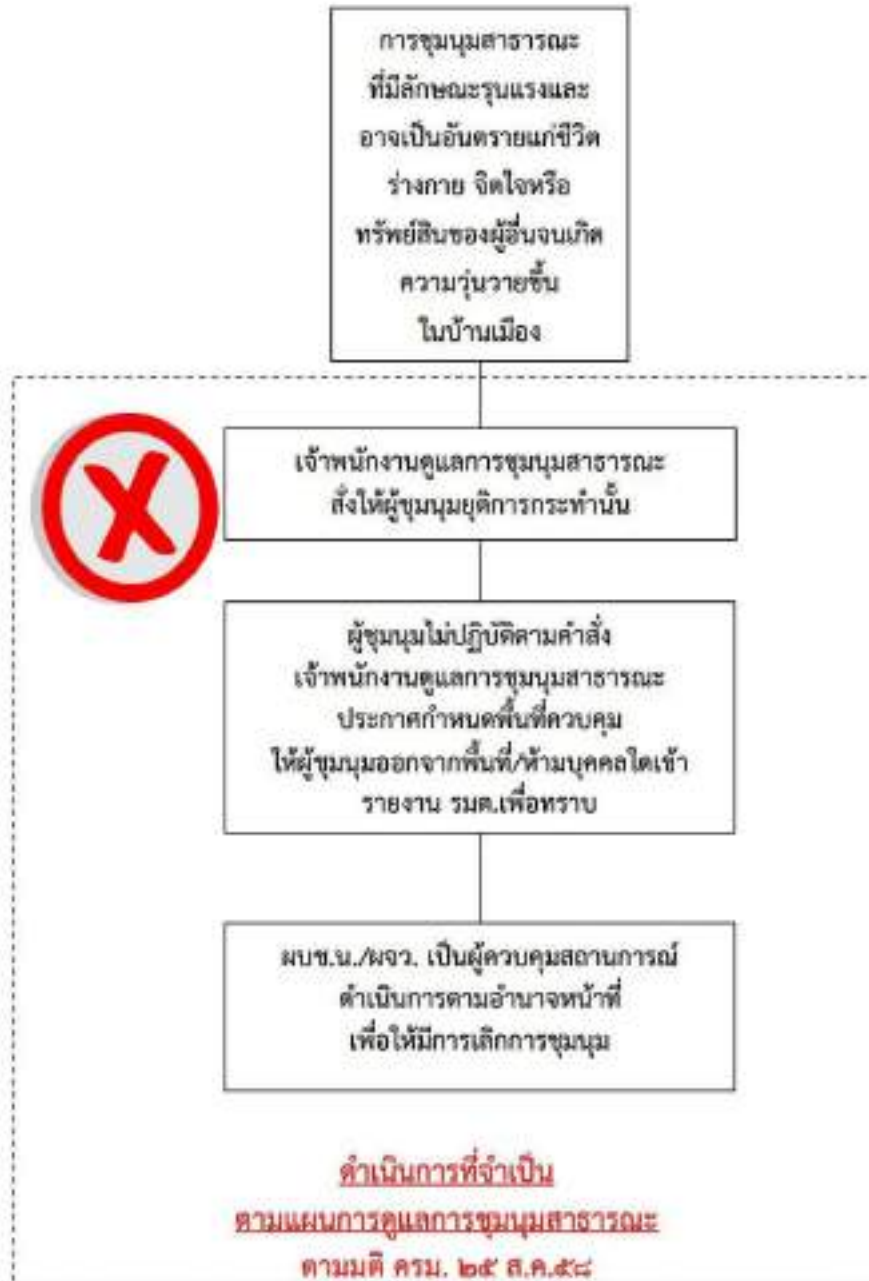 การชุมนุมสาธารณะ
ที่มีลักษณะรุนแรงและ
อาจเป็นอันตรายแก่ชีวิต
ร่างกาย จิตใจหรือ
ทรัพย์สินของผู้อื่นจนเกิด
ความวุ่นวายขึ้น
ในบ้านเมือง
X
เจ้าพนักงานดูแลการชุมนุมสาธารณะ
สั่งให้ผู้ชุมนุมยุติการกระทำนั้น
ผู้ชุมนุมไม่ปฏิบัติตามคำสั่ง
เจ้าพนักงานดูแลการชุมนุมสาธารณะ
ประกาศกำหนดพื้นที่ควบคุม
ให้ผู้ชุมนุมออกจากพื้นที่/ห้ามบุคคลใดเข้า
รายงาน รมต.เพื่อทราบ
ผบช.น./ผจว. เป็นผู้ควบคุมสถานการณ์
ดำเนินการตามอำนาจหน้าที่
เพื่อให้มีการเลิกการชุมนุม
ดำเนินการที่จำเป็น
ตามแผนการดูแลการชุมนุมสาธารณะ
ตามมติ ครม. ๒๕ ส.ค.๕๘